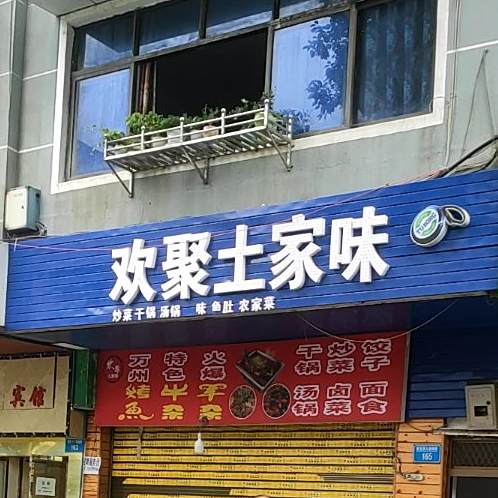 欢聚土家味
炒菜 干锅 汤锅 味 鱼肚 农家菜
万州烤鱼
特色牛杂
火爆军杂
干锅
汤锅
炒菜
卤菜
饺子
面食
宾馆
165